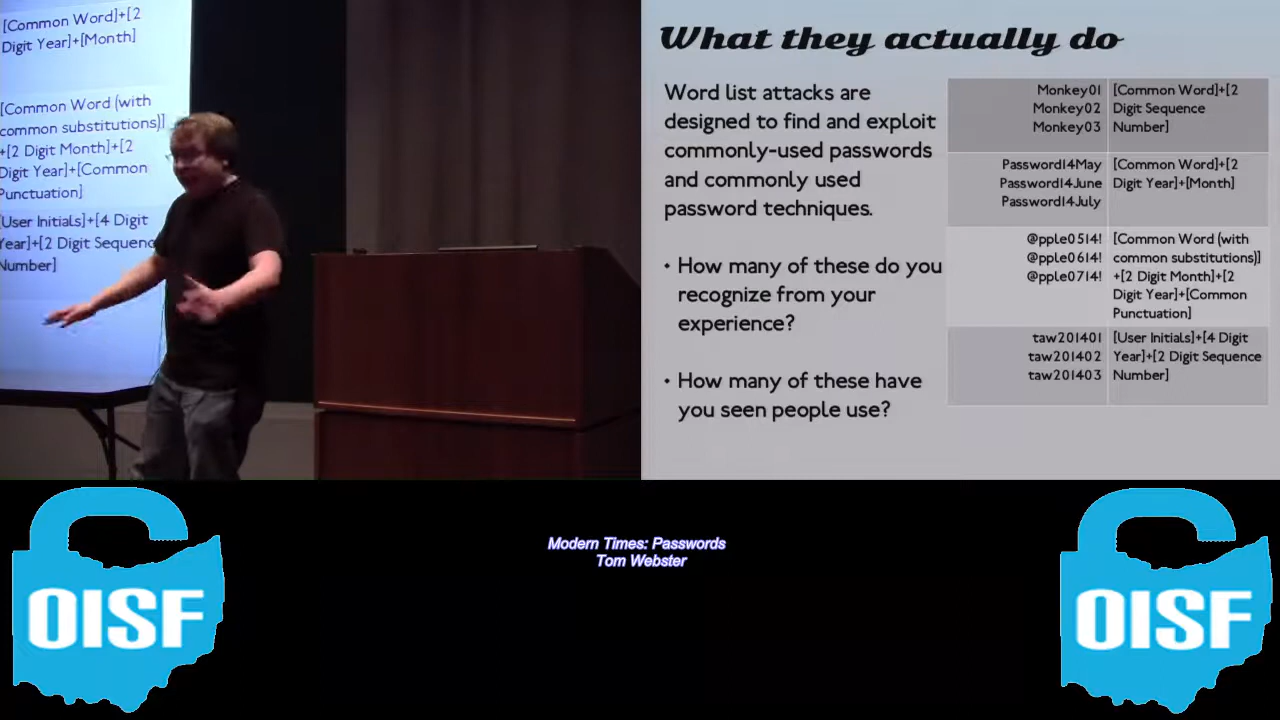 [Common Word]+[2
Digit Year]+[Month]
[Common Word (with
common substitutions)]
+[2 Digit Month]+[2
Digit Year]+[Common
Punctuation]
[User Initials]+[4 Digit
Year]+[2 Digit Sequence
Number]
What they actually do
Word list attacks are
designed to find and exploit
commonly-used passwords
and commonly used
password techniques.
• How many of these do you
recognize from your
experience?
• How many of these have
you seen people use?
Monkey01
Monkey02
Monkey03
[Common Word]+[2
Digit Sequence
Number]
Password14May
Password14June
Password14July
[Common Word]+[2
Digit Year]+[Month]
@pple0514!
@pple0614!
@pple0714!
[Common Word (with
common substitutions)]
+[2 Digit Month]+[2
Digit Year]+[Common
Punctuation]
taw201401
taw201402
taw201403
[User Initials]+[4 Digit
Year]+[2 Digit Sequence
Number]
Modern Times: Passwords
Tom Webster
OISF
OISF